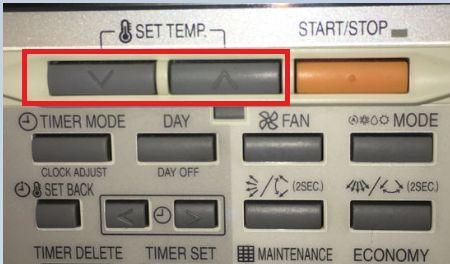 SET TEMP. START/STOP
TIMER MODE DAY FAN MODE
CLOCK ADJUST DAY OFF
SET BACK (2SEC.) (2SEC.)
TIMER DELETE TIMER SET MAINTENANCE ECONOMY